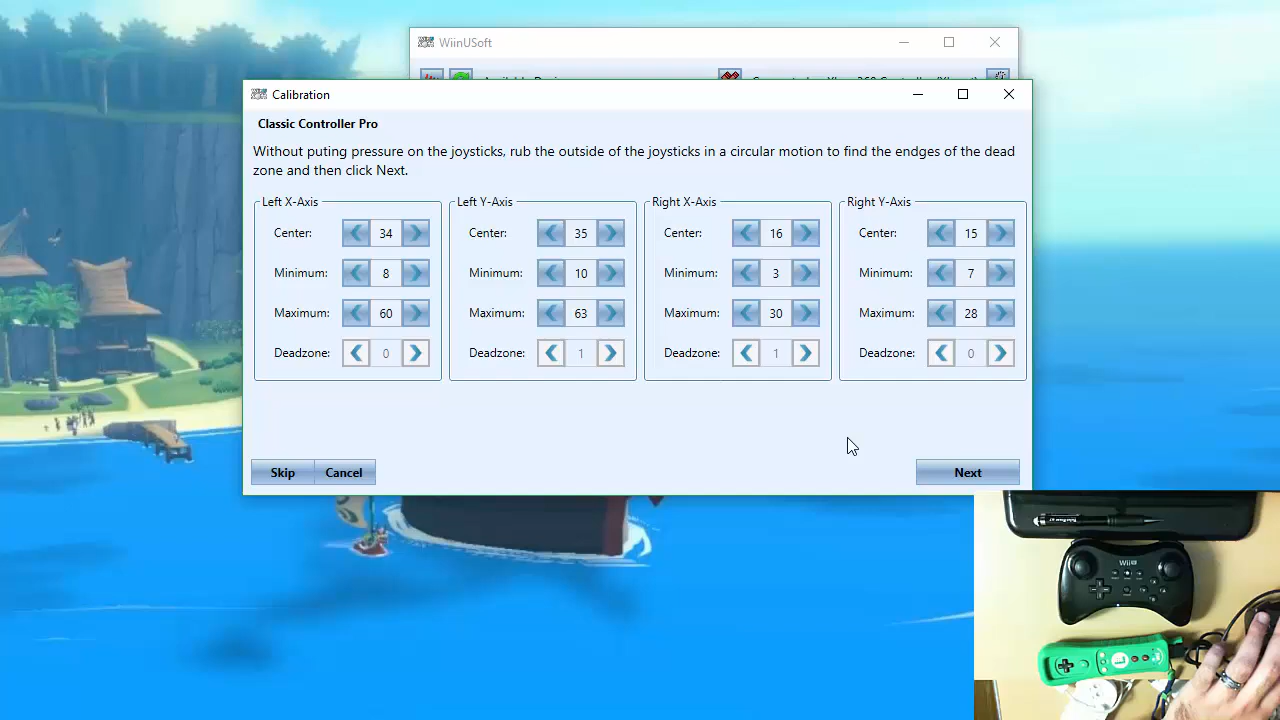 WiinUSoft
Calibration
Classic Controller Pro
Without puting pressure on the joysticks, rub the outside of the joysticks in a circular motion to find the edges of the dead
zone and then click Next.
Left X-Axis
Center: 34
Minimum: 8
Maximum: 60
Deadzone: 0
Left Y-Axis
Center: 35
Minimum: 10
Maximum: 63
Deadzone: 1
Right X-Axis
Center: 16
Minimum: 3
Maximum: 30
Deadzone: 1
Right Y-Axis
Center: 15
Minimum: 7
Maximum: 28
Deadzone: 0
Skip Cancel Next